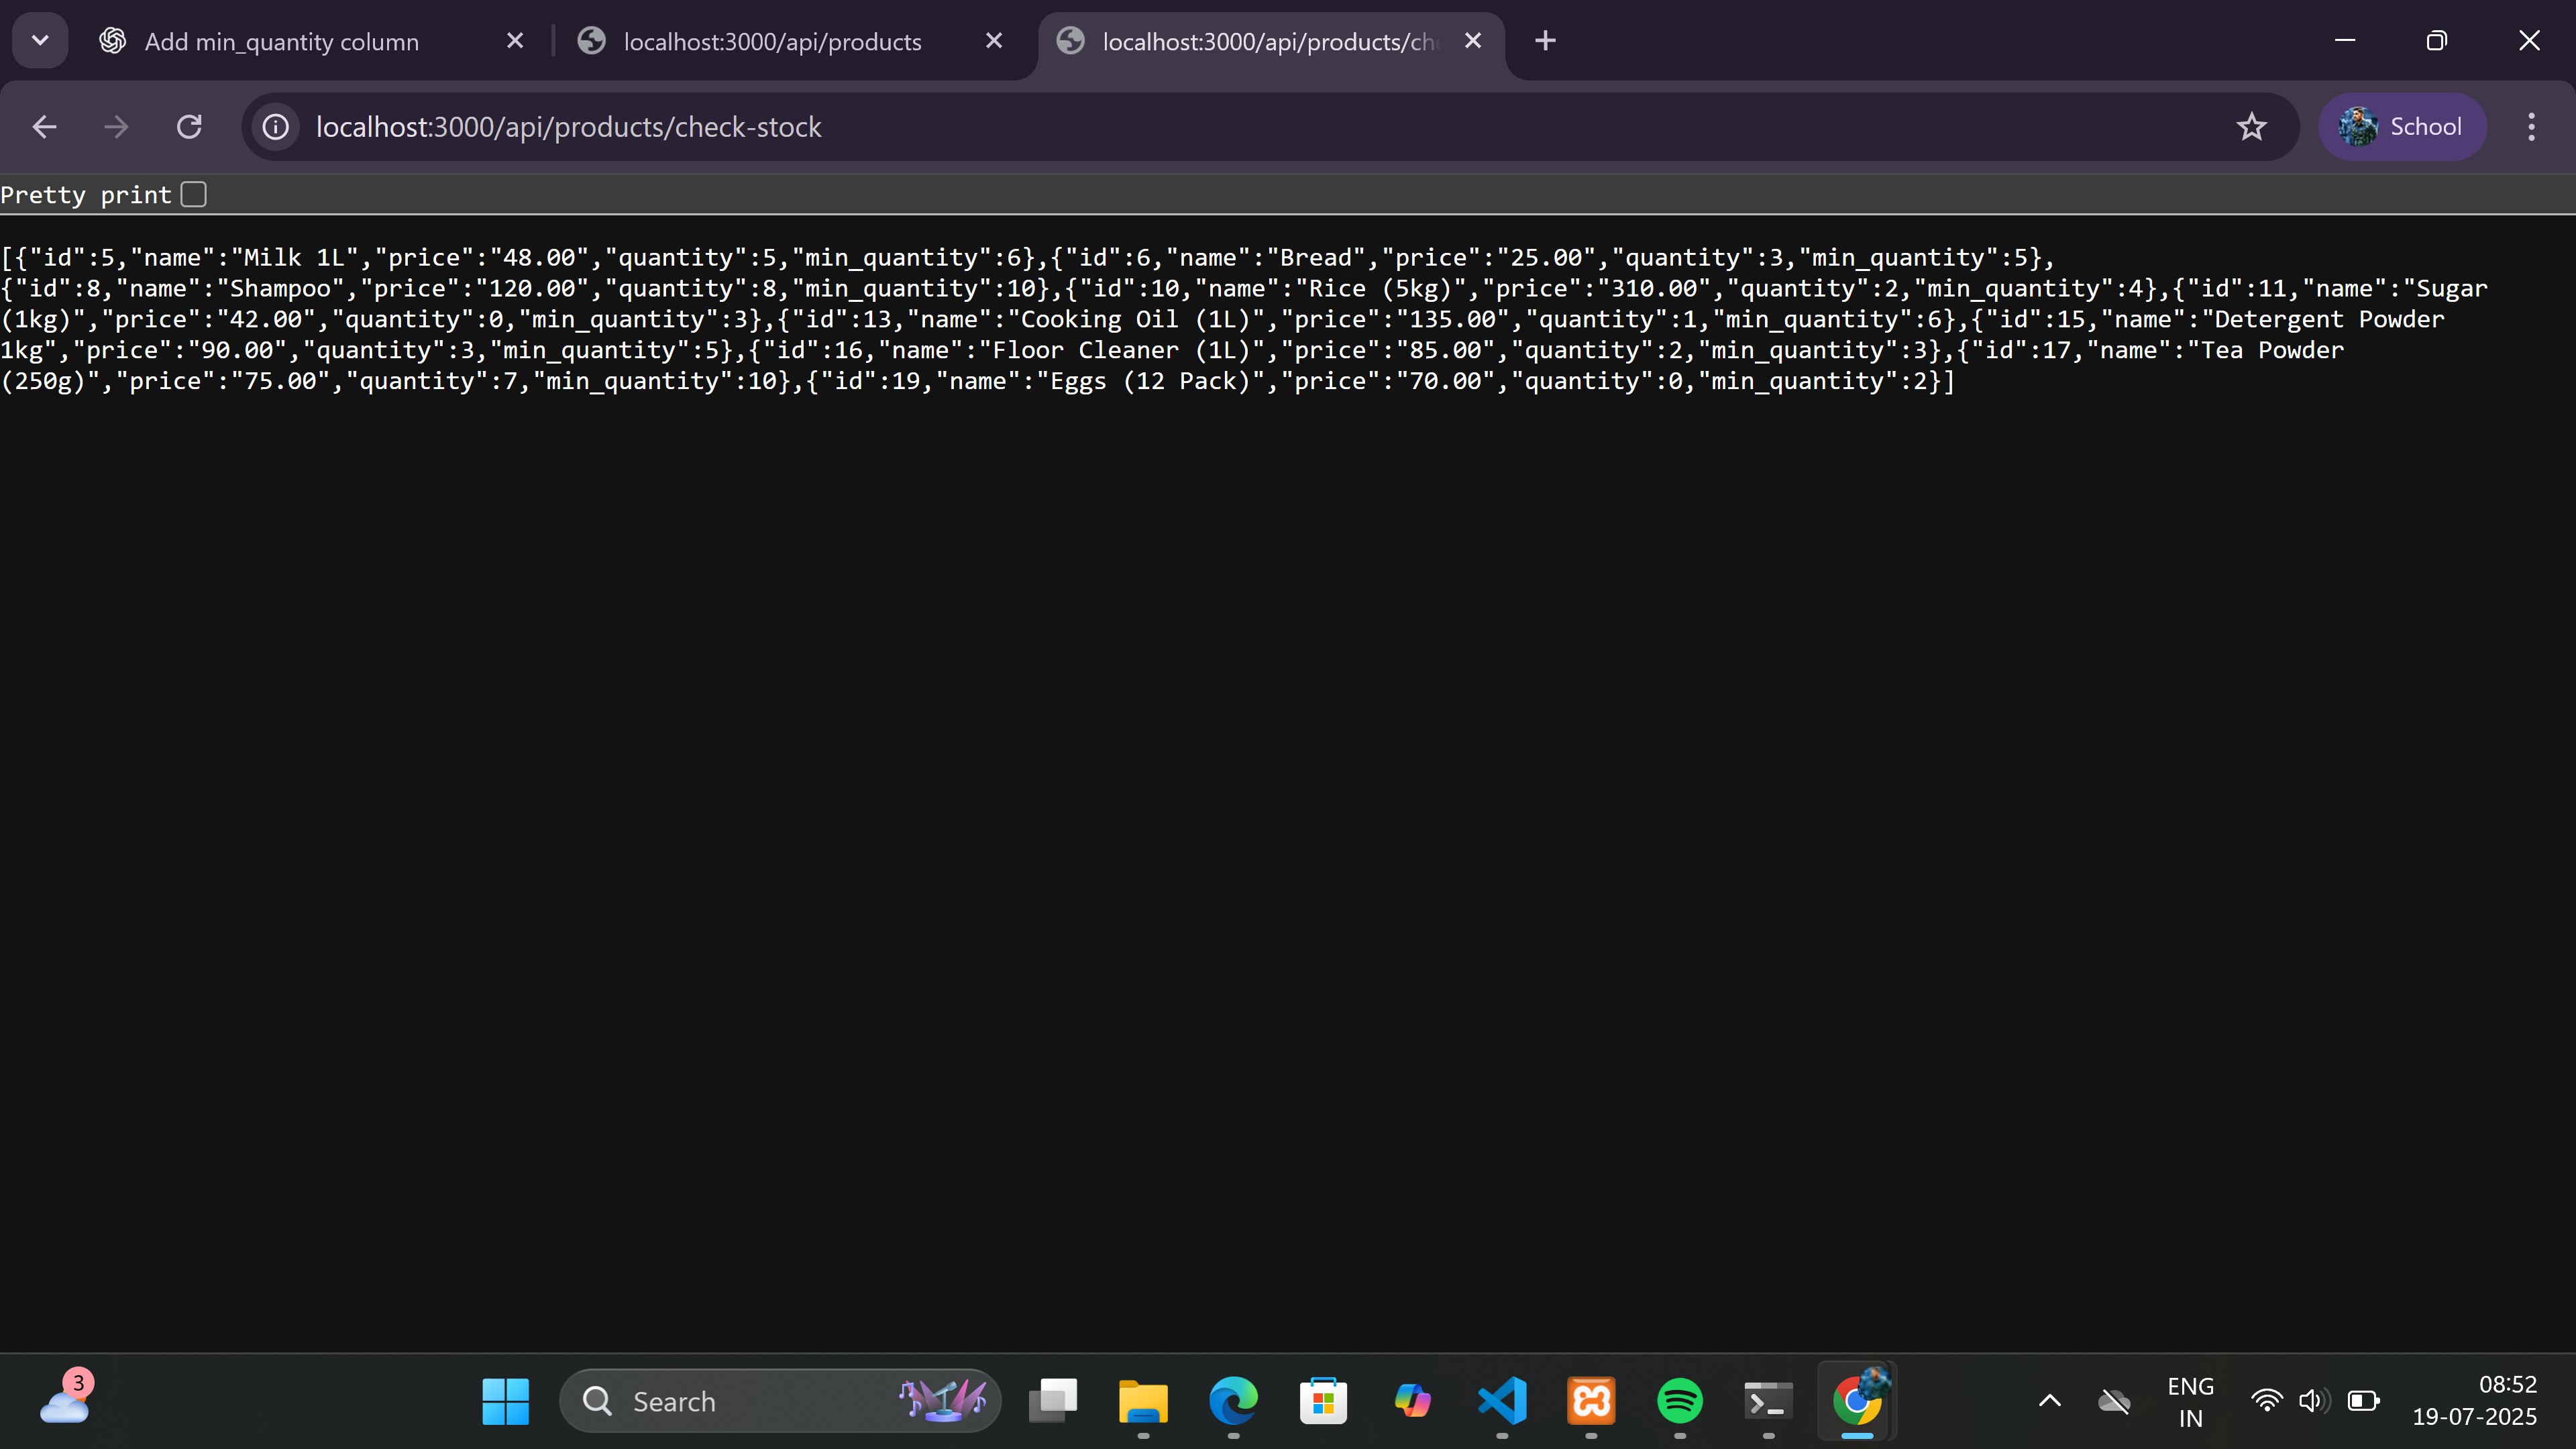 Add min_quantity column
localhost:3000/api/products
localhost:3000/api/products/che
localhost:3000/api/products/check-stock
School
Pretty print
[{"id":5,"name":"Milk 1L","price":"48.00","quantity":5,"min_quantity":6},{"id":6,"name":"Bread","price":"25.00","quantity":3,"min_quantity":5},
{"id":8,"name":"Shampoo","price":"120.00","quantity":8,"min_quantity":10},{"id":10,"name":"Rice (5kg)","price":"310.00","quantity":2,"min_quantity":4},{"id":11,"name":"Sugar
(1kg)","price":"42.00","quantity":0,"min_quantity":3},{"id":13,"name":"Cooking Oil (1L)","price":"135.00","quantity":1,"min_quantity":6},{"id":15,"name":"Detergent Powder
1kg","price":"90.00","quantity":3,"min_quantity":5},{"id":16,"name":"Floor Cleaner (1L)","price":"85.00","quantity":2,"min_quantity":3},{"id":17,"name":"Tea Powder
(250g)","price":"75.00","quantity":7,"min_quantity":10},{"id":19,"name":"Eggs (12 Pack)","price":"70.00","quantity":0,"min_quantity":2}]
3
Search
ENG
IN
08:52
19-07-2025